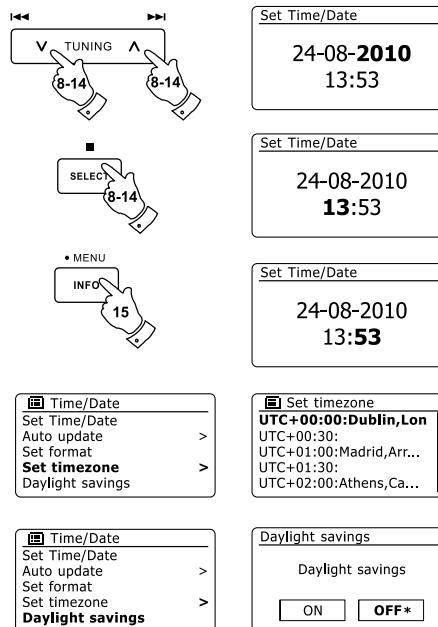 TUNING
8-14
8-14
SELECT
8-14
• MENU
INFO
15
Set Time/Date
24-08-2010
13:53
Set Time/Date
24-08-2010
13:53
Set Time/Date
24-08-2010
13:53
Time/Date
Set Time/Date
Auto update >
Set format
Set timezone >
Daylight savings
Set timezone
UTC+00:00:Dublin,Lon
UTC+00:30:
UTC+01:00:Madrid,Arr...
UTC+01:30:
UTC+02:00:Athens,Ca...
Time/Date
Set Time/Date
Auto update >
Set format
Set timezone >
Daylight savings
Daylight savings
Daylight savings
ON OFF*